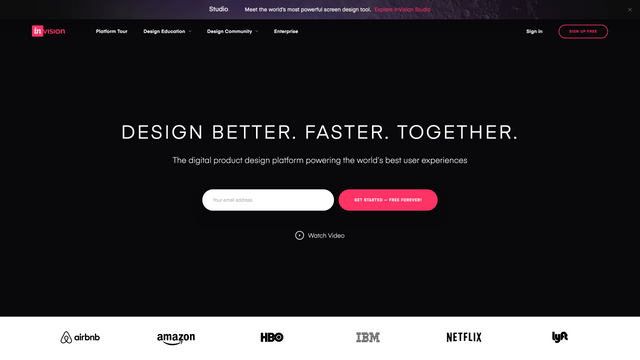 Studio Meet the world's most powerful screen design tool. Explore InVision Studio
inVISION Platform Tour Design Education Design Community Enterprise Sign in SIGN UP FREE
DESIGN BETTER. FASTER. TOGETHER.
The digital product design platform powering the world's best user experiences
Your email address GET STARTED — FREE FOREVER!
Watch Video
airbnb amazon HBO IBM NETFLIX lyft